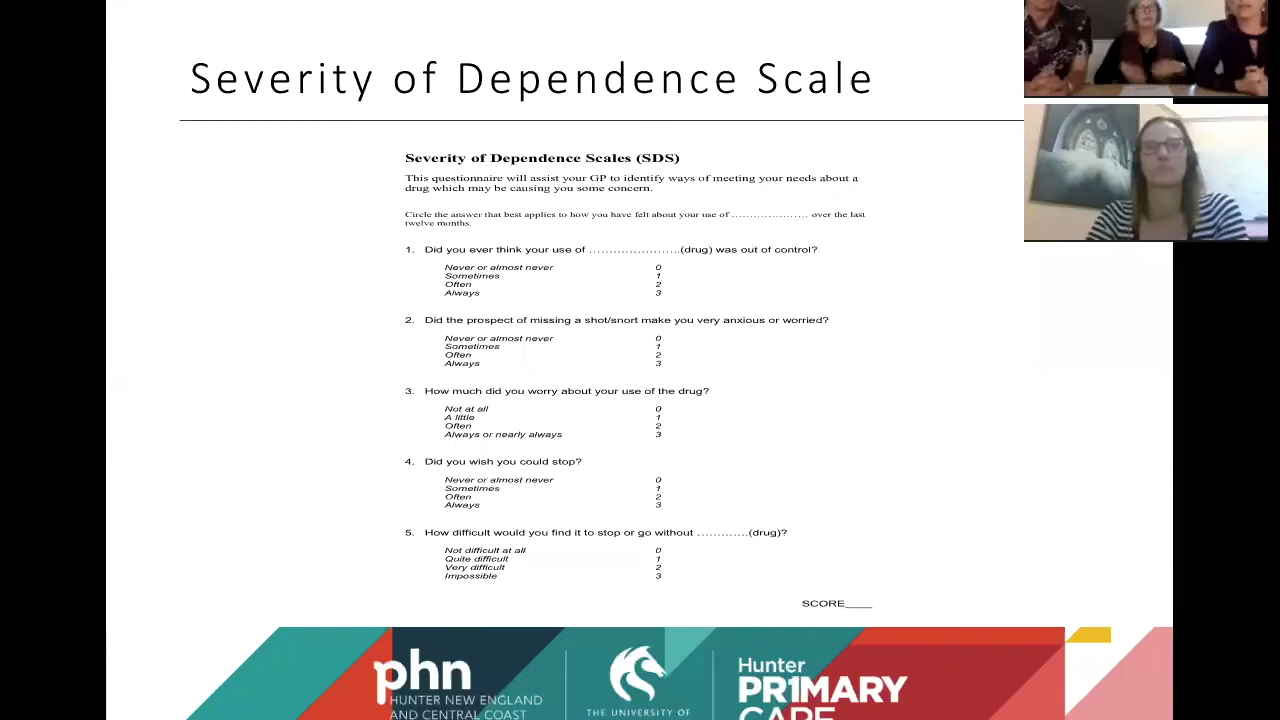 Severity of Dependence Scale
Severity of Dependence Scales (SDS)
This questionnaire will assist your GP to identify ways of meeting your needs about a
drug which may be causing you some concern.
Circle the answer that best applies to how you have felt about your use of ………………… over the last
twelve months.
1. Did you ever think your use of …………………..(drug) was out of control?
Never or almost never 0
Sometimes 1
Often 2
Always 3
2. Did the prospect of missing a shot/snort make you very anxious or worried?
Never or almost never 0
Sometimes 1
Often 2
Always 3
3. How much did you worry about your use of the drug?
Not at all 0
A little 1
Often 2
Always or nearly always 3
4. Did you wish you could stop?
Never or almost never 0
Sometimes 1
Often 2
Always 3
5. How difficult would you find it to stop or go without ………….(drug)?
Not difficult at all 0
Quite difficult 1
Very difficult 2
Impossible 3
SCORE____
phn
HUNTER NEW ENGLAND
AND CENTRAL COAST
THE UNIVERSITY OF
Hunter
PR1MARY
CARE